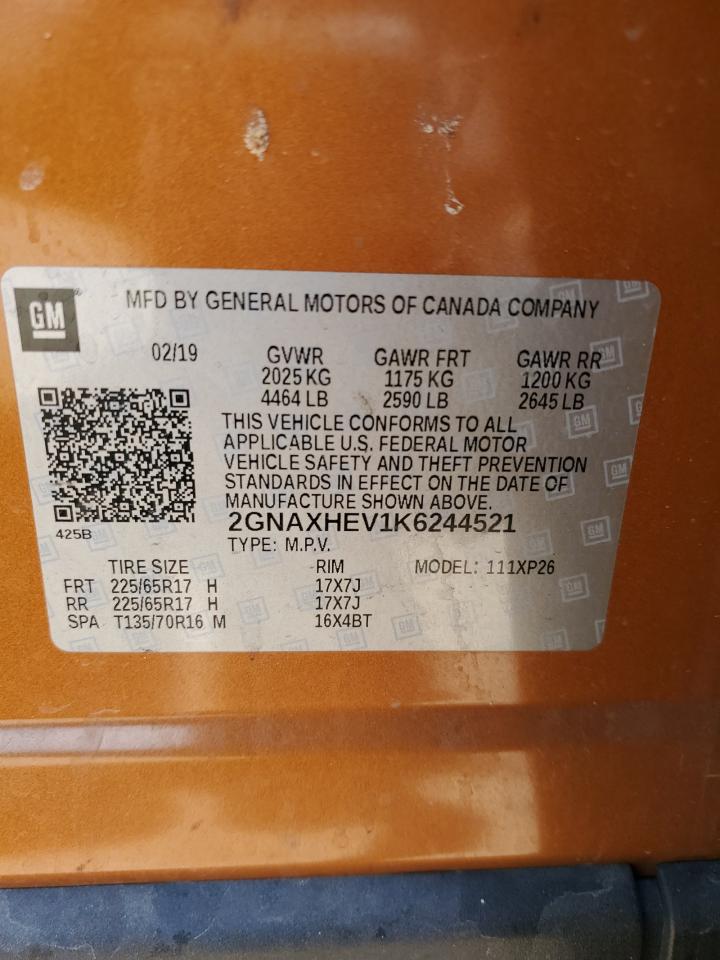 GM
MFD BY GENERAL MOTORS OF CANADA COMPANY
02/19 GVWR GAWR FRT GAWR RR
2025 KG 1175 KG 1200 KG
4464 LB 2590 LB 2645 LB
THIS VEHICLE CONFORMS TO ALL
APPLICABLE U.S. FEDERAL MOTOR
VEHICLE SAFETY AND THEFT PREVENTION
STANDARDS IN EFFECT ON THE DATE OF
MANUFACTURE SHOWN ABOVE.
2GNAXHEV1K6244521
425B
TYPE: M.P.V.
TIRE SIZE RIM MODEL: 111XP26
FRT 225/65R17 H 17X7J
RR 225/65R17 H 17X7J
SPA T135/70R16 M 16X4BT